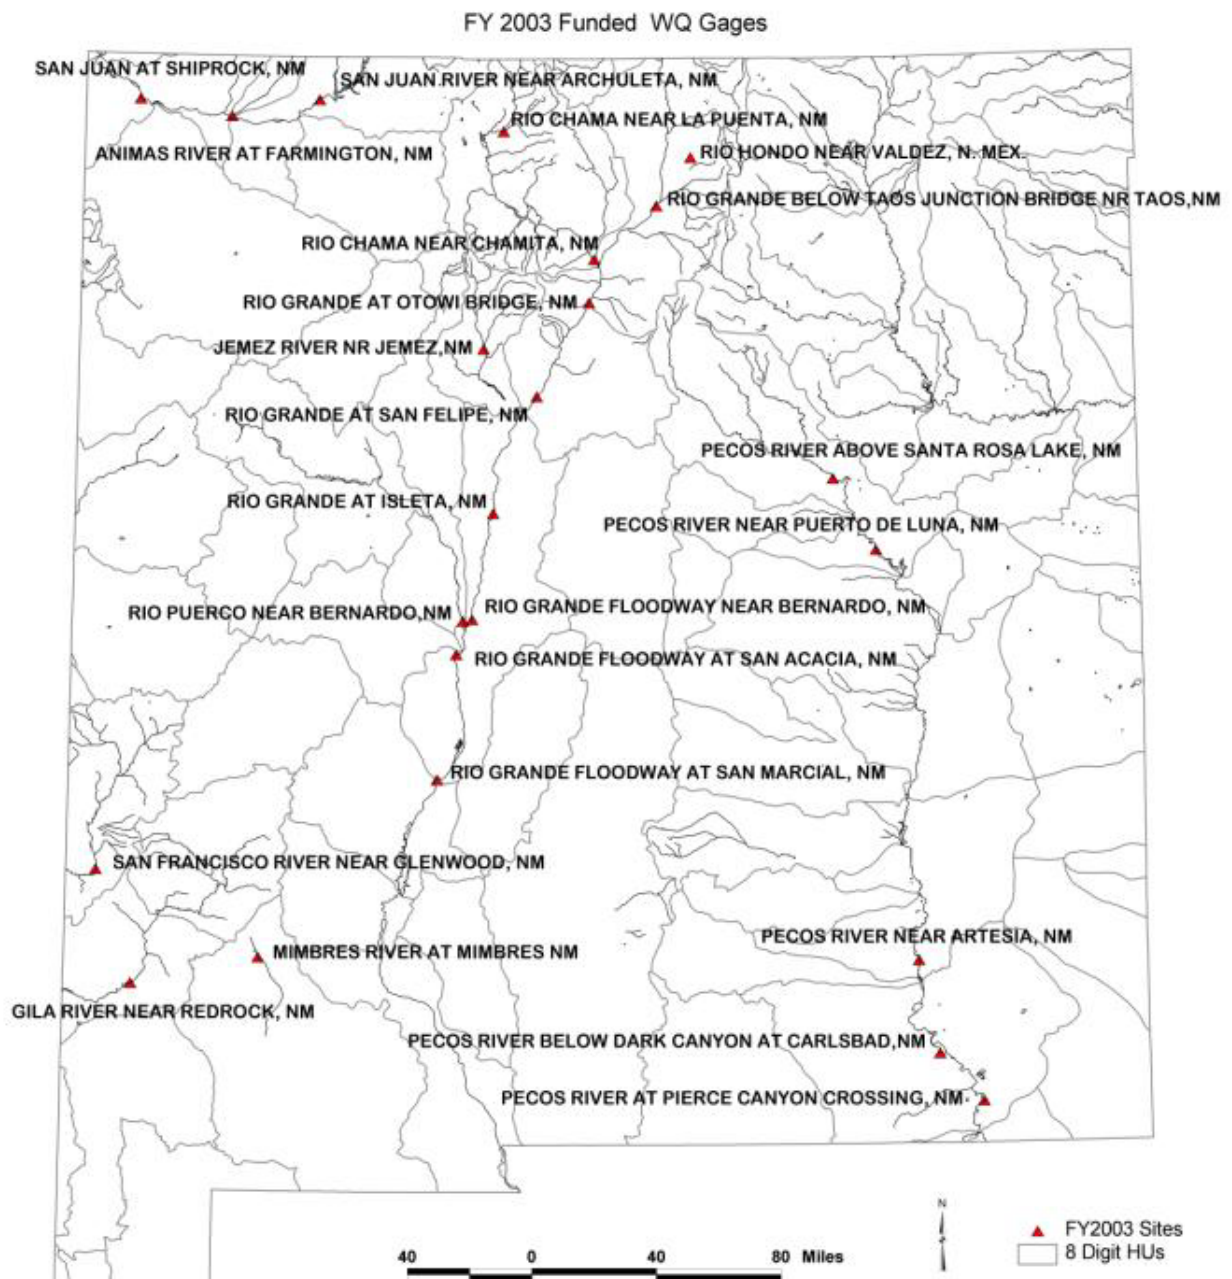 FY 2003 Funded WQ Gages
SAN JUAN AT SHIPROCK, NM
SAN JUAN RIVER NEAR ARCHULETA, NM
RIO CHAMA NEAR LA PUENTA, NM
ANIMAS RIVER AT FARMINGTON, NM
RIO HONDO NEAR VALDEZ, N. MEX.
RIO GRANDE BELOW TAOS JUNCTION BRIDGE NR TAOS,NM
RIO CHAMA NEAR CHAMITA, NM
RIO GRANDE AT OTOWI BRIDGE, NM
JEMEZ RIVER NR JEMEZ,NM
RIO GRANDE AT SAN FELIPE, NM
PECOS RIVER ABOVE SANTA ROSA LAKE, NM
RIO GRANDE AT ISLETA, NM
PECOS RIVER NEAR PUERTO DE LUNA, NM
RIO PUERCO NEAR BERNARDO,NM
RIO GRANDE FLOODWAY NEAR BERNARDO, NM
RIO GRANDE FLOODWAY AT SAN ACACIA, NM
RIO GRANDE FLOODWAY AT SAN MARCIAL, NM
SAN FRANCISCO RIVER NEAR GLENWOOD, NM
PECOS RIVER NEAR ARTESIA, NM
MIMBRES RIVER AT MIMBRES NM
GILA RIVER NEAR REDROCK, NM
PECOS RIVER BELOW DARK CANYON AT CARLSBAD,NM
PECOS RIVER AT PIERCE CANYON CROSSING, NM
N
FY2003 Sites
8 Digit HUs
40 0 40 80 Miles